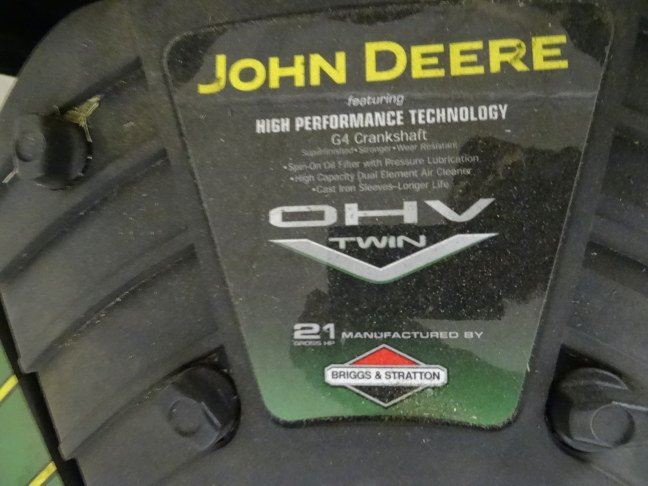 JOHN DEERE
featuring
HIGH PERFORMANCE TECHNOLOGY
G4 Crankshaft
Superfinished•Stronger•Wear Resistant
•Spin-On Oil Filter with Pressure Lubrication
•High Capacity Dual Element Air Cleaner
•Cast Iron Sleeves-Longer Life
OHV
TWIN
21 MANUFACTURED BY
GROSS HP
BRIGGS & STRATTON